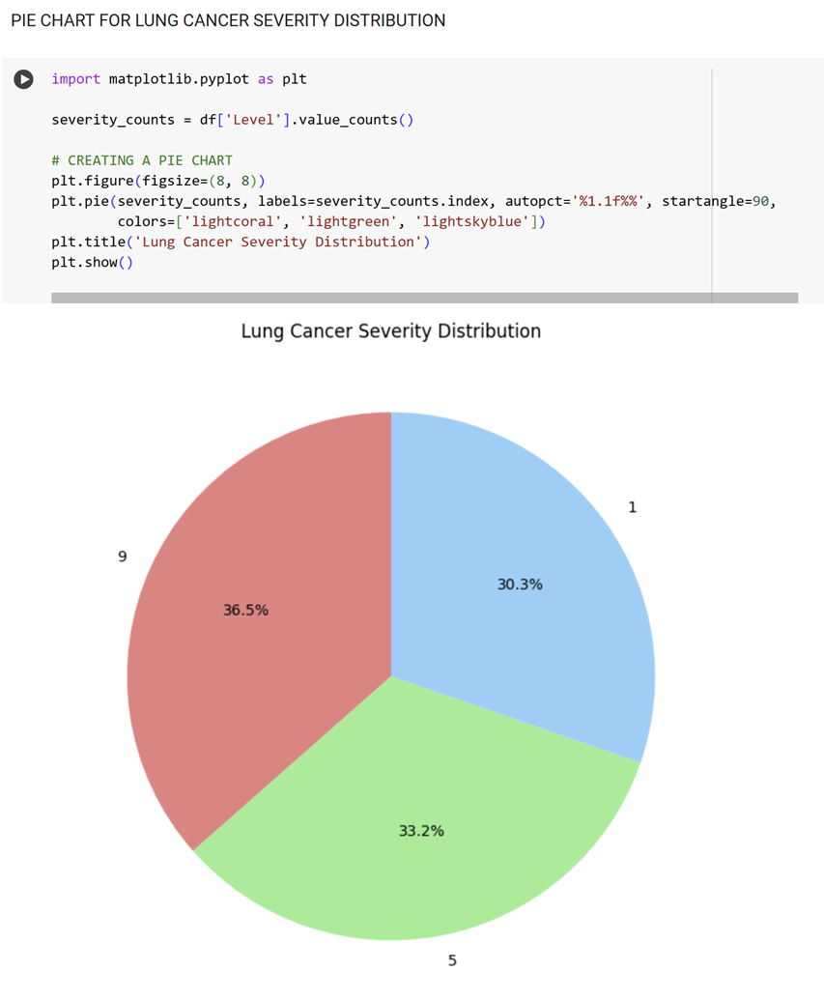 PIE CHART FOR LUNG CANCER SEVERITY DISTRIBUTION
import matplotlib.pyplot as plt
severity_counts = df['Level'].value_counts()
# CREATING A PIE CHART
plt.figure(figsize=(8, 8))
plt.pie(severity_counts, labels=severity_counts.index, autopct='%1.1f%%', startangle=90,
colors=['lightcoral', 'lightgreen', 'lightskyblue'])
plt.title('Lung Cancer Severity Distribution')
plt.show()
Lung Cancer Severity Distribution
1
9
30.3%
36.5%
33.2%
5